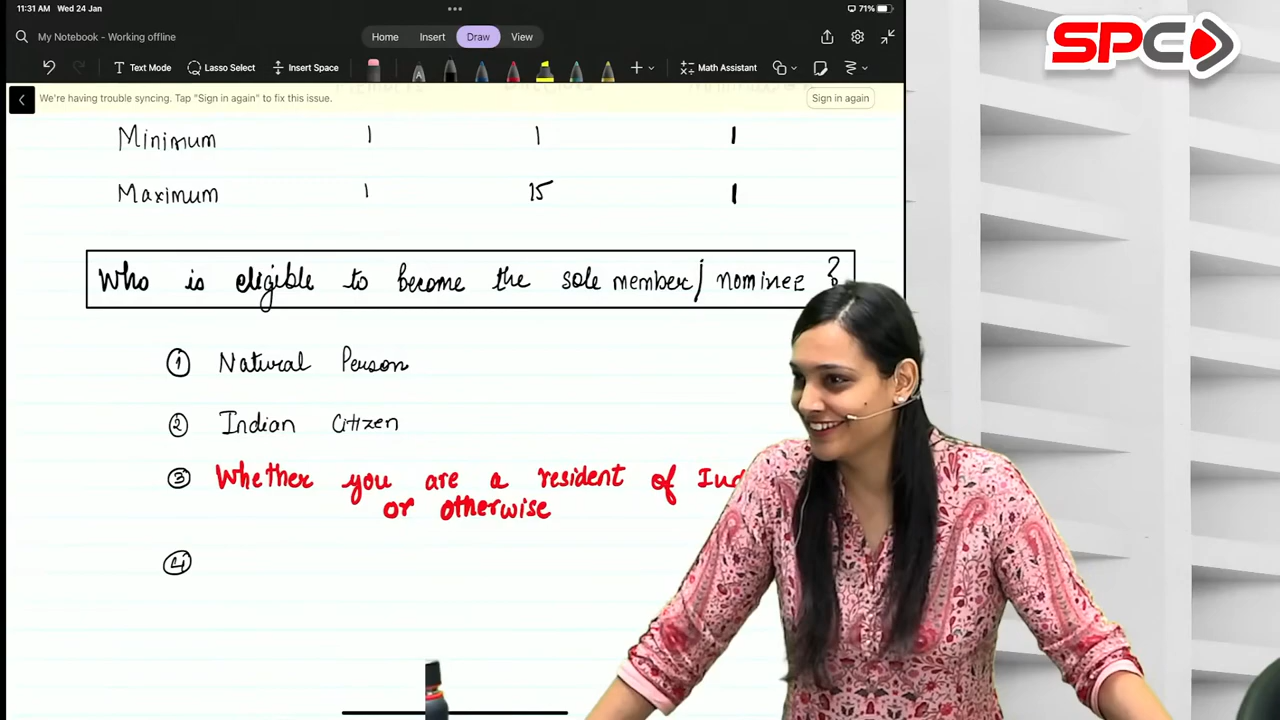 11:31 AM Wed 24 Jan
71%
My Notebook - Working offline
Home Insert Draw View
Text Mode Lasso Select Insert Space Math Assistant
We're having trouble syncing. Tap "Sign in again" to fix this issue.
Sign in again
SPC
Minimum 1 1 1
Maximum 1 15 1
Who is eligible to become the sole member/nominee ?
1 Natural Person
2 Indian Citizen
3 Whether you are a resident of
or otherwise
4